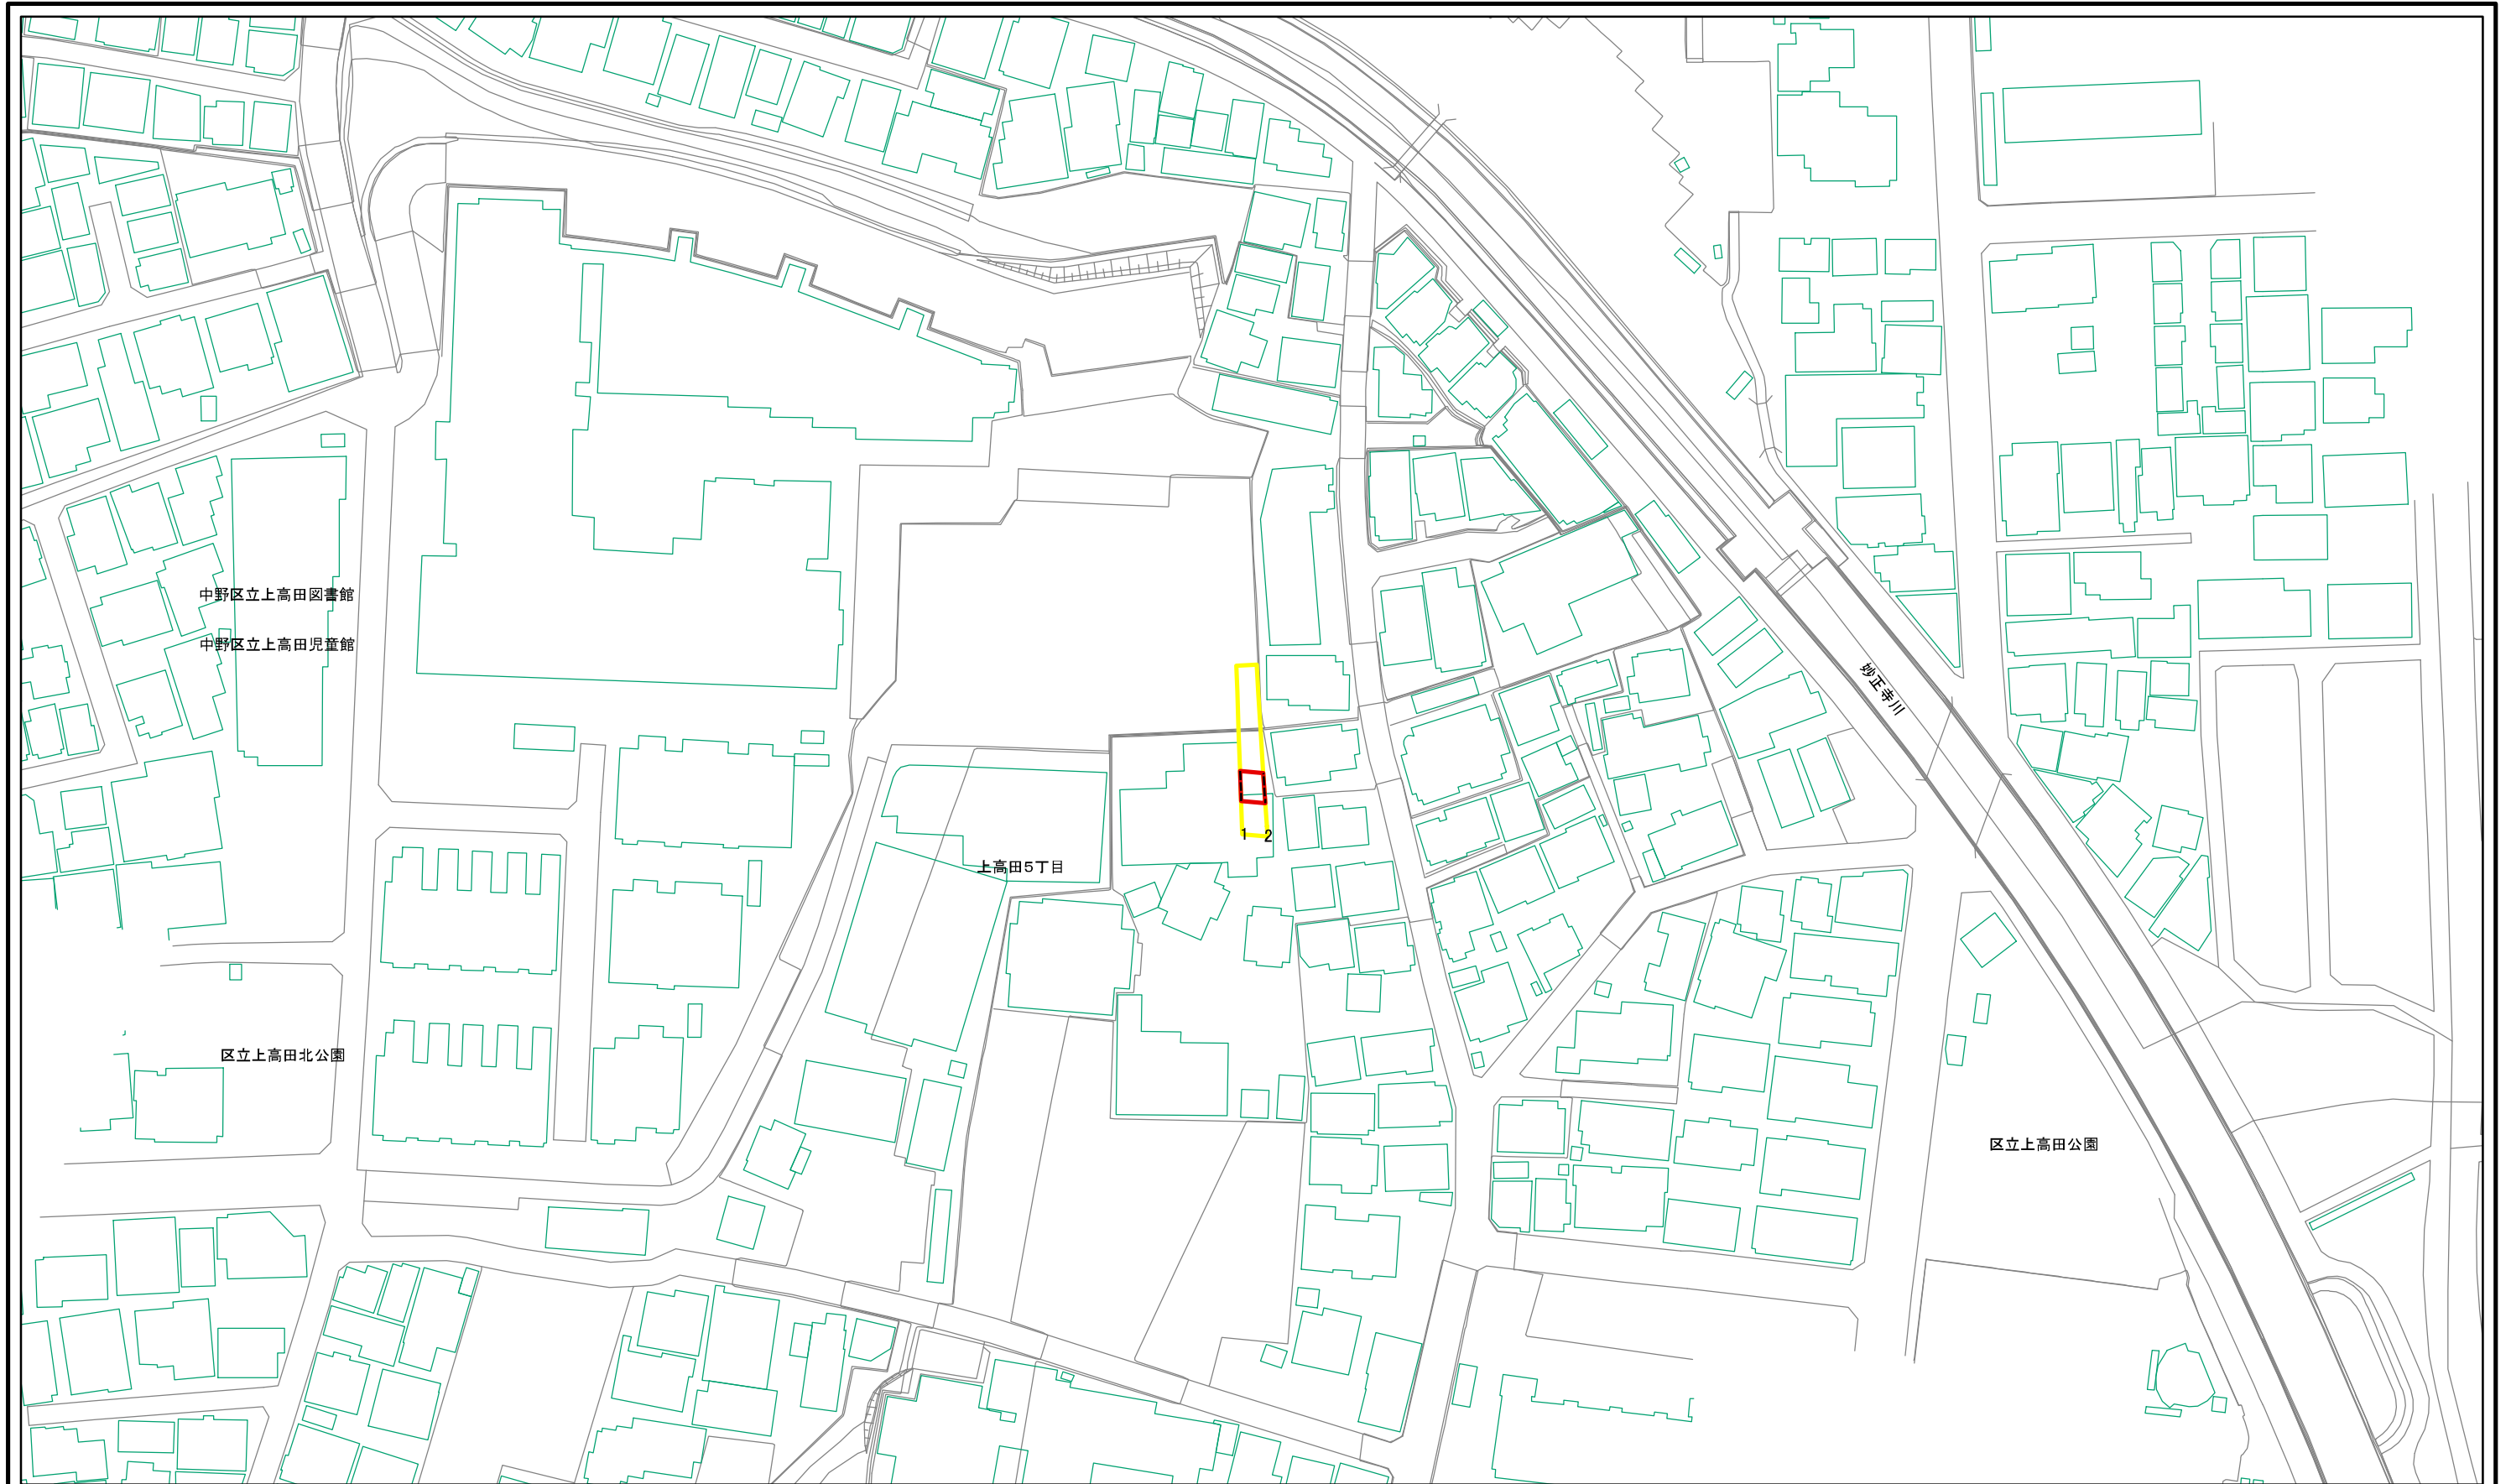 中野区立上高田図書館
中野区立上高田児童館
妙正寺川
1
2
上高田5丁目
区立上高田北公園
区立上高田公園